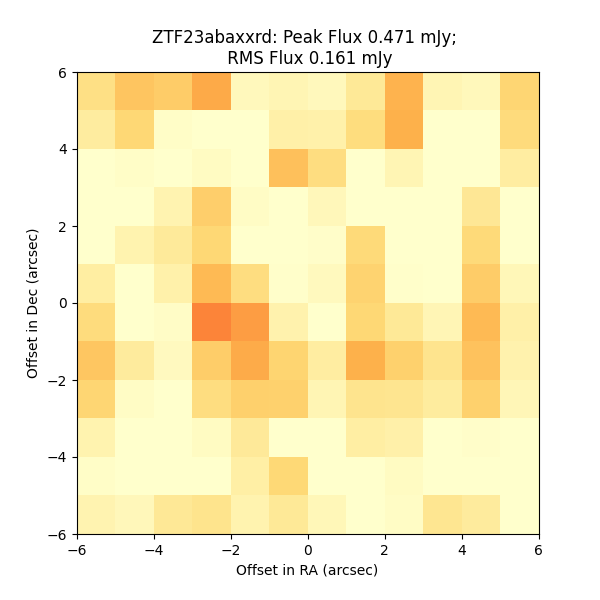 ZTF23abaxxrd: Peak Flux 0.471 mJy;
RMS Flux 0.161 mJy
6
4
2
0
−2
−4
−6
Offset in Dec (arcsec)
−6 −4 −2 0 2 4 6
Offset in RA (arcsec)